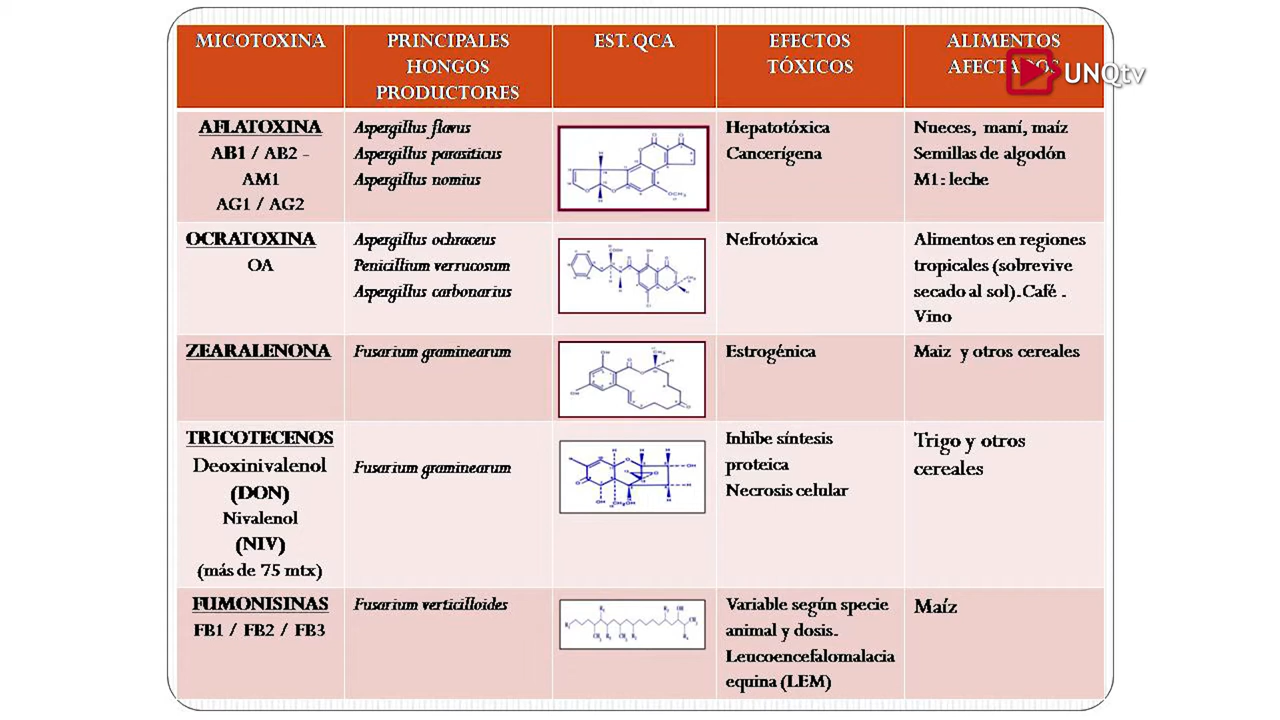 MICOTOXINA
PRINCIPALES
HONGOS
PRODUCTORES
EST. QCA
EFECTOS
TÓXICOS
ALIMENTOS
AFECTADOS
UNQtv
AFLATOXINA
AB1 / AB2 –
AM1
AG1 / AG2
Aspergillus flavus
Aspergillus parasiticus
Aspergillus nomius
Hepatotóxica
Cancerígena
Nueces, maní, maíz
Semillas de algodón
M1: leche
OCRATOXINA
OA
Aspergillus ochraceus
Penicillium verrucosum
Aspergillus carbonarius
Nefrotóxica
Alimentos en regiones
tropicales (sobrevive
secado al sol).Café .
Vino
ZEARALENONA
Fusarium graminearum
Estrogénica
Maiz y otros cereales
TRICOTECENOS
Deoxinivalenol
(DON)
Nivalenol
(NIV)
(más de 75 mtx)
Fusarium graminearum
Inhibe síntesis
proteica
Necrosis celular
Trigo y otros
cereales
FUMONISINAS
FB1 / FB2 / FB3
Fusarium verticilloides
Variable según specie
animal y dosis.
Leucoencefalomalacia
equina (LEM)
Maíz